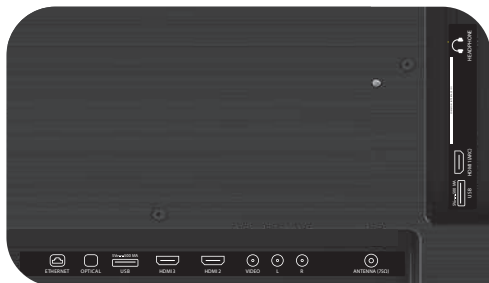 ETHERNET
OPTICAL
USB
HDMI 3
HDMI 2
VIDEO
L
R
ANTENNA (75Ω)
HEADPHONE
HDMI 1 (ARC)
USB